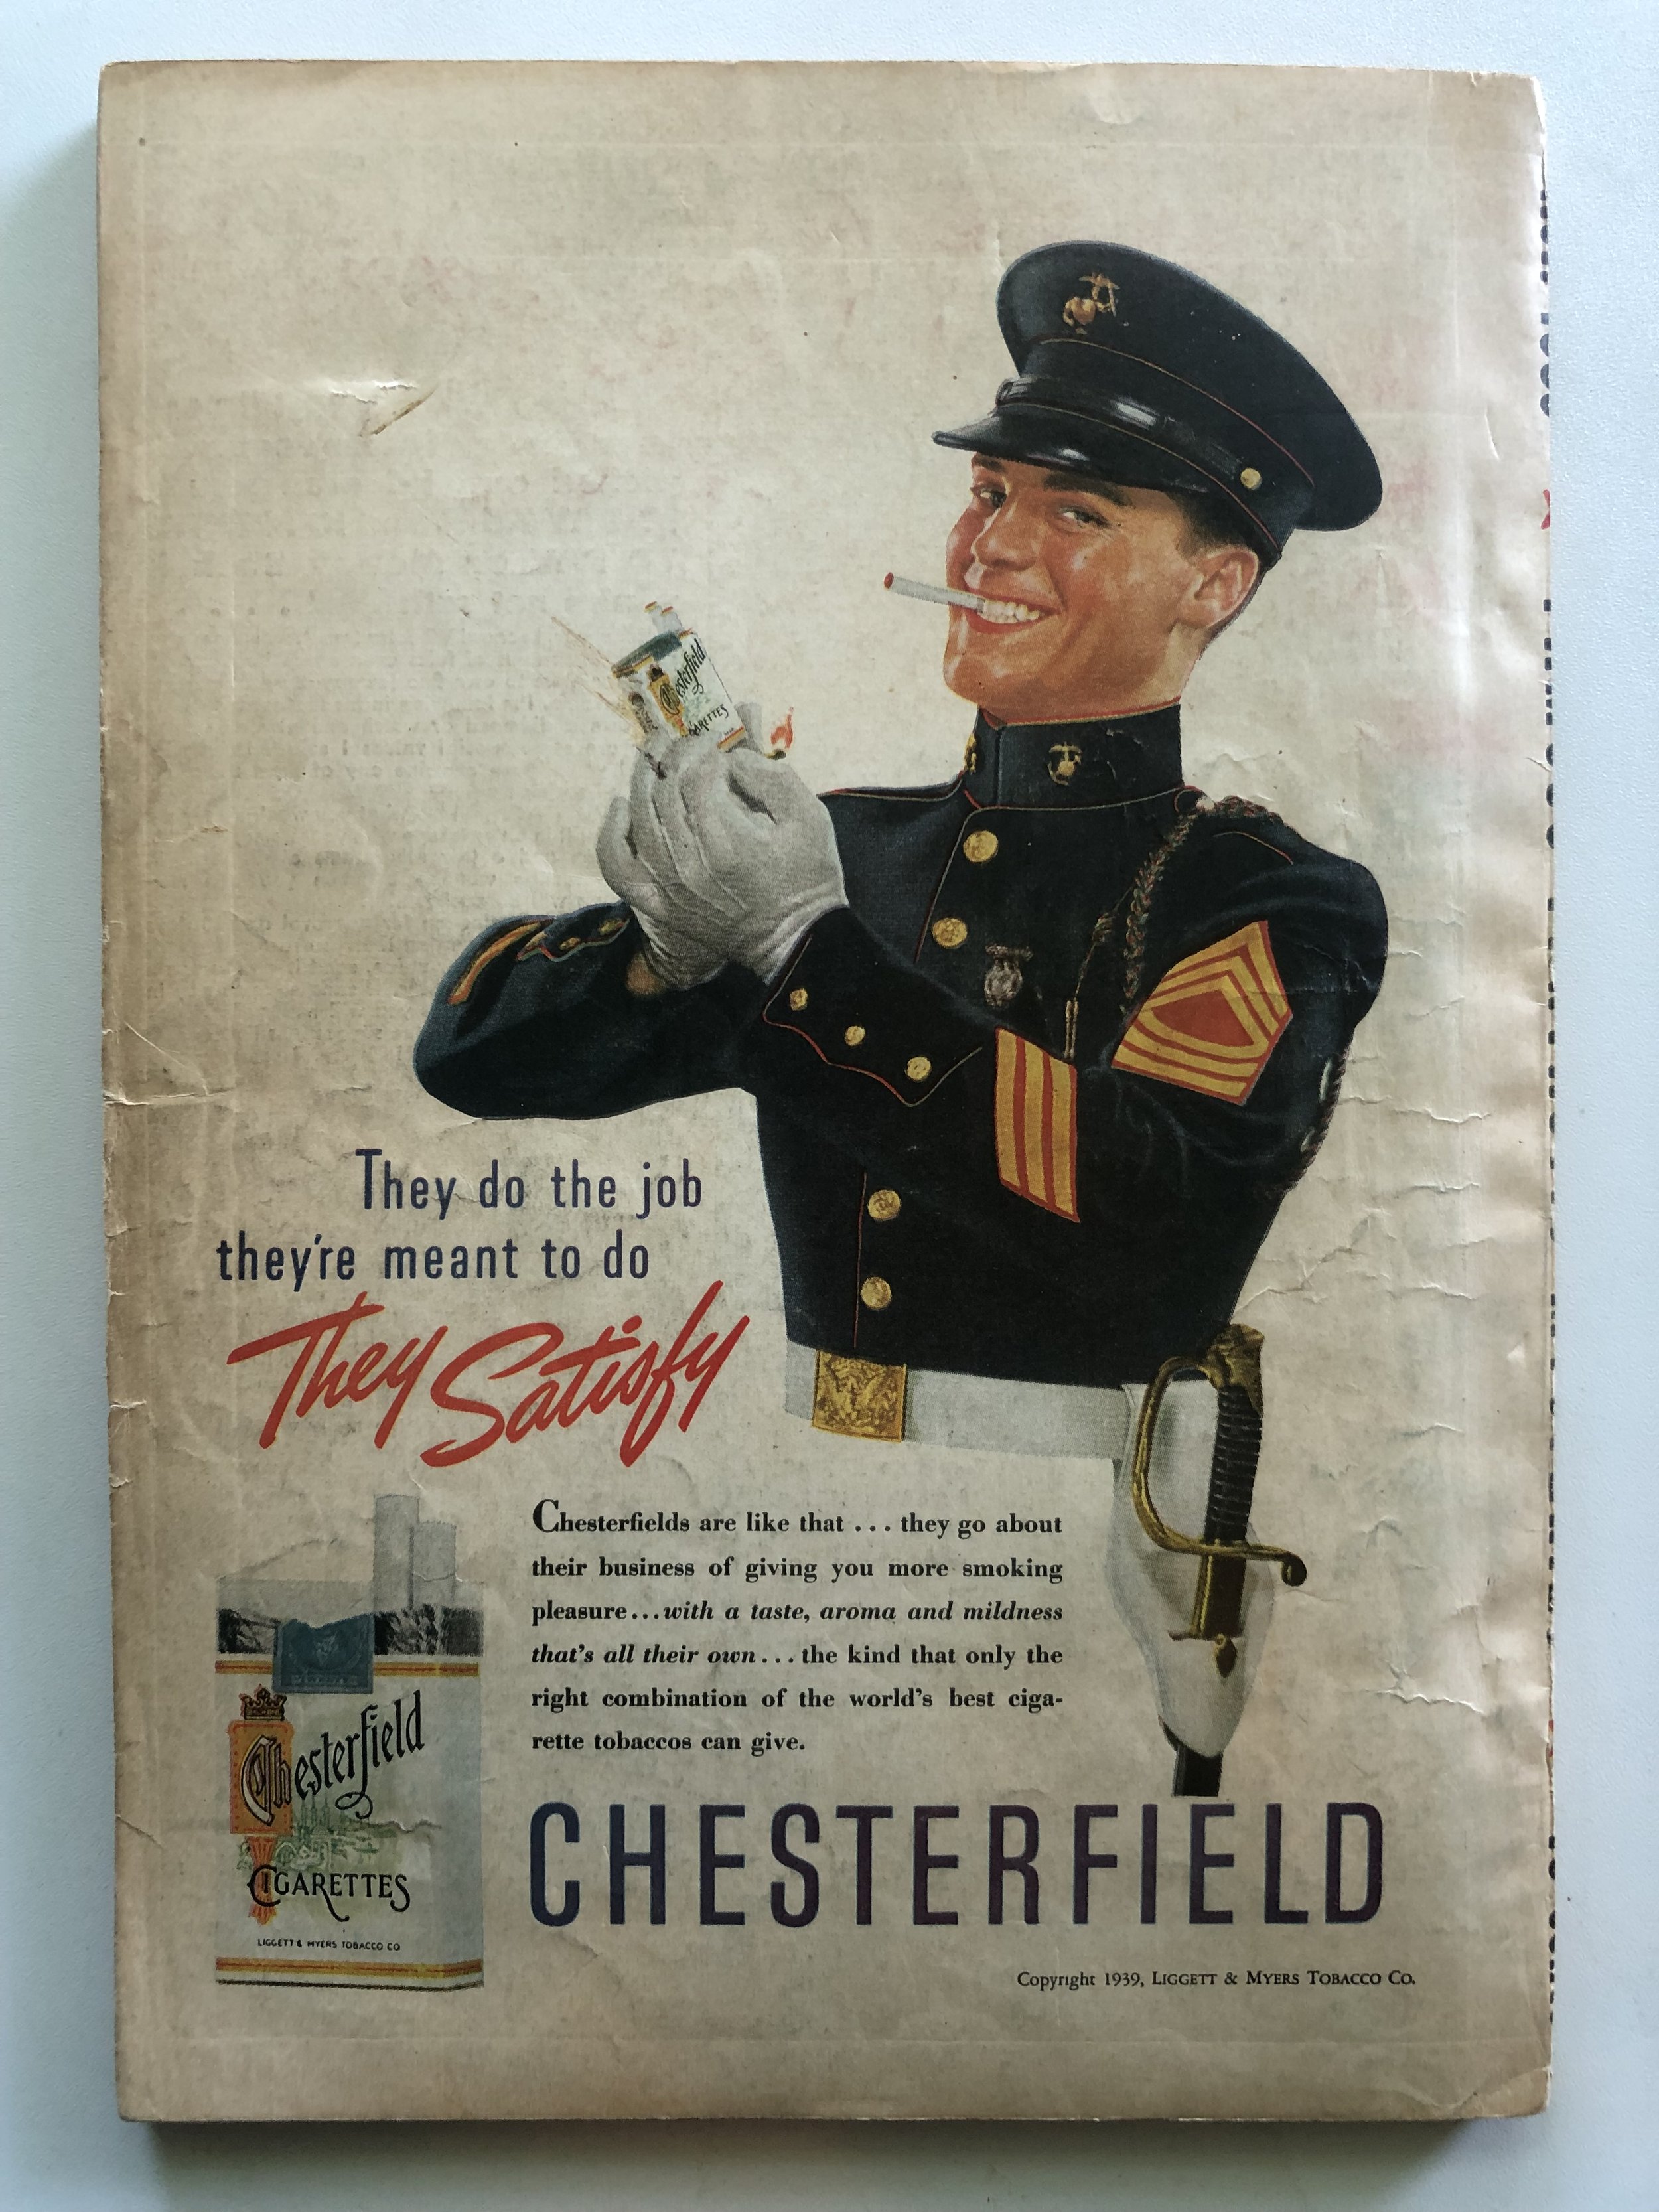 Chesterfield
CIGARETTES
They do the job
they're meant to do
They Satisfy
Chesterfields are like that ... they go about
their business of giving you more smoking
pleasure...with a taste, aroma and mildness
that's all their own...the kind that only the
right combination of the world's best ciga-
rette tobaccos can give.
Chesterfield
CIGARETTES
LIGGETT & MYERS TOBACCO CO
CHESTERFIELD
Copyright 1939, LIGGETT & MYERS TOBACCO CO.